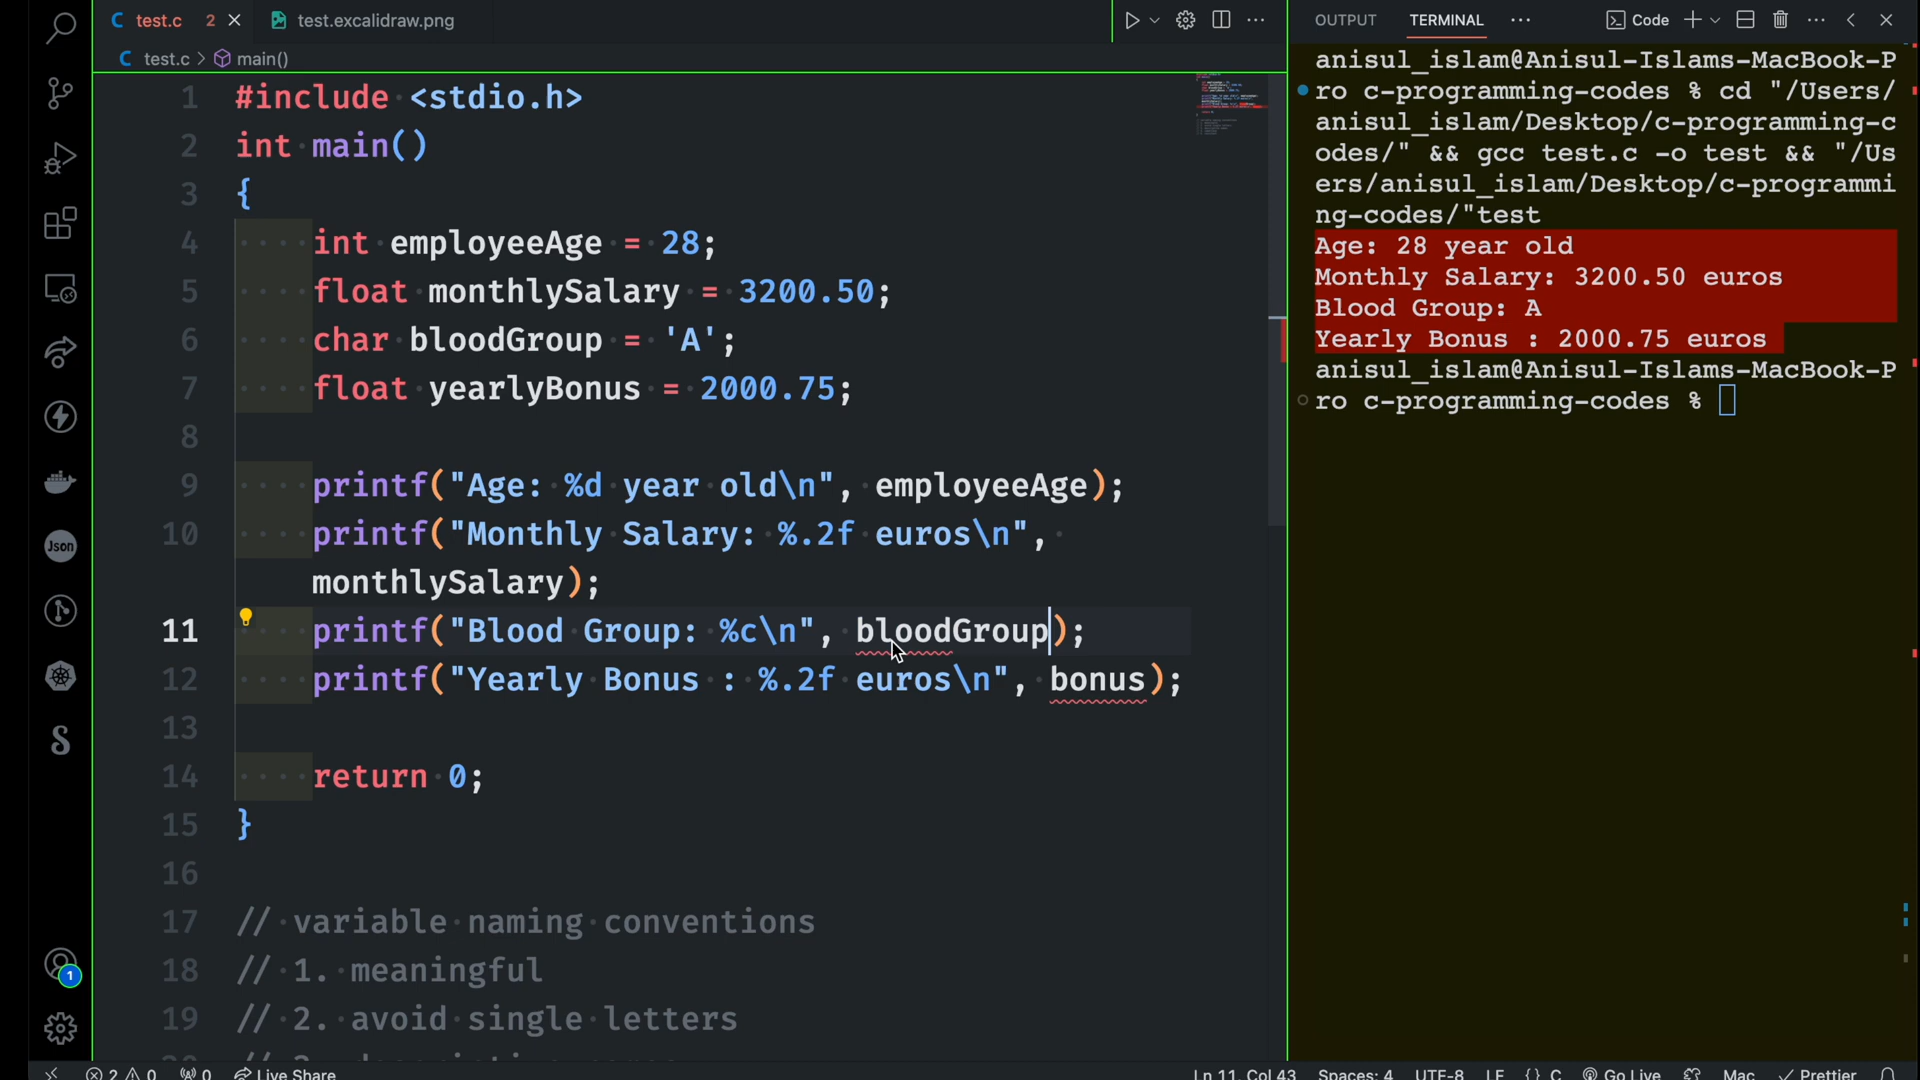 test.c 2
test.excalidraw.png
OUTPUT TERMINAL
Code
test.c > main()
1 #include <stdio.h>
2 int main()
3 {
4 int employeeAge = 28;
5 float monthlySalary = 3200.50;
6 char bloodGroup = 'A';
7 float yearlyBonus = 2000.75;
8
9 printf("Age: %d year old\n", employeeAge);
10 printf("Monthly Salary: %.2f euros\n",
monthlySalary);
11 printf("Blood Group: %c\n", bloodGroup);
12 printf("Yearly Bonus : %.2f euros\n", bonus);
13
14 return 0;
15 }
16
17 // variable naming conventions
18 // 1. meaningful
19 // 2. avoid single letters
anisul_islam@Anisul-Islams-MacBook-P
ro c-programming-codes % cd "/Users/
anisul_islam/Desktop/c-programming-c
odes/" && gcc test.c -o test && "/Us
ers/anisul_islam/Desktop/c-programmi
ng-codes/"test
Age: 28 year old
Monthly Salary: 3200.50 euros
Blood Group: A
Yearly Bonus : 2000.75 euros
anisul_islam@Anisul-Islams-MacBook-P
ro c-programming-codes %
Json
1
2 0 0 Live Share Ln 11, Col 43 Spaces: 4 UTF-8 LF {} C Go Live Mac Prettier